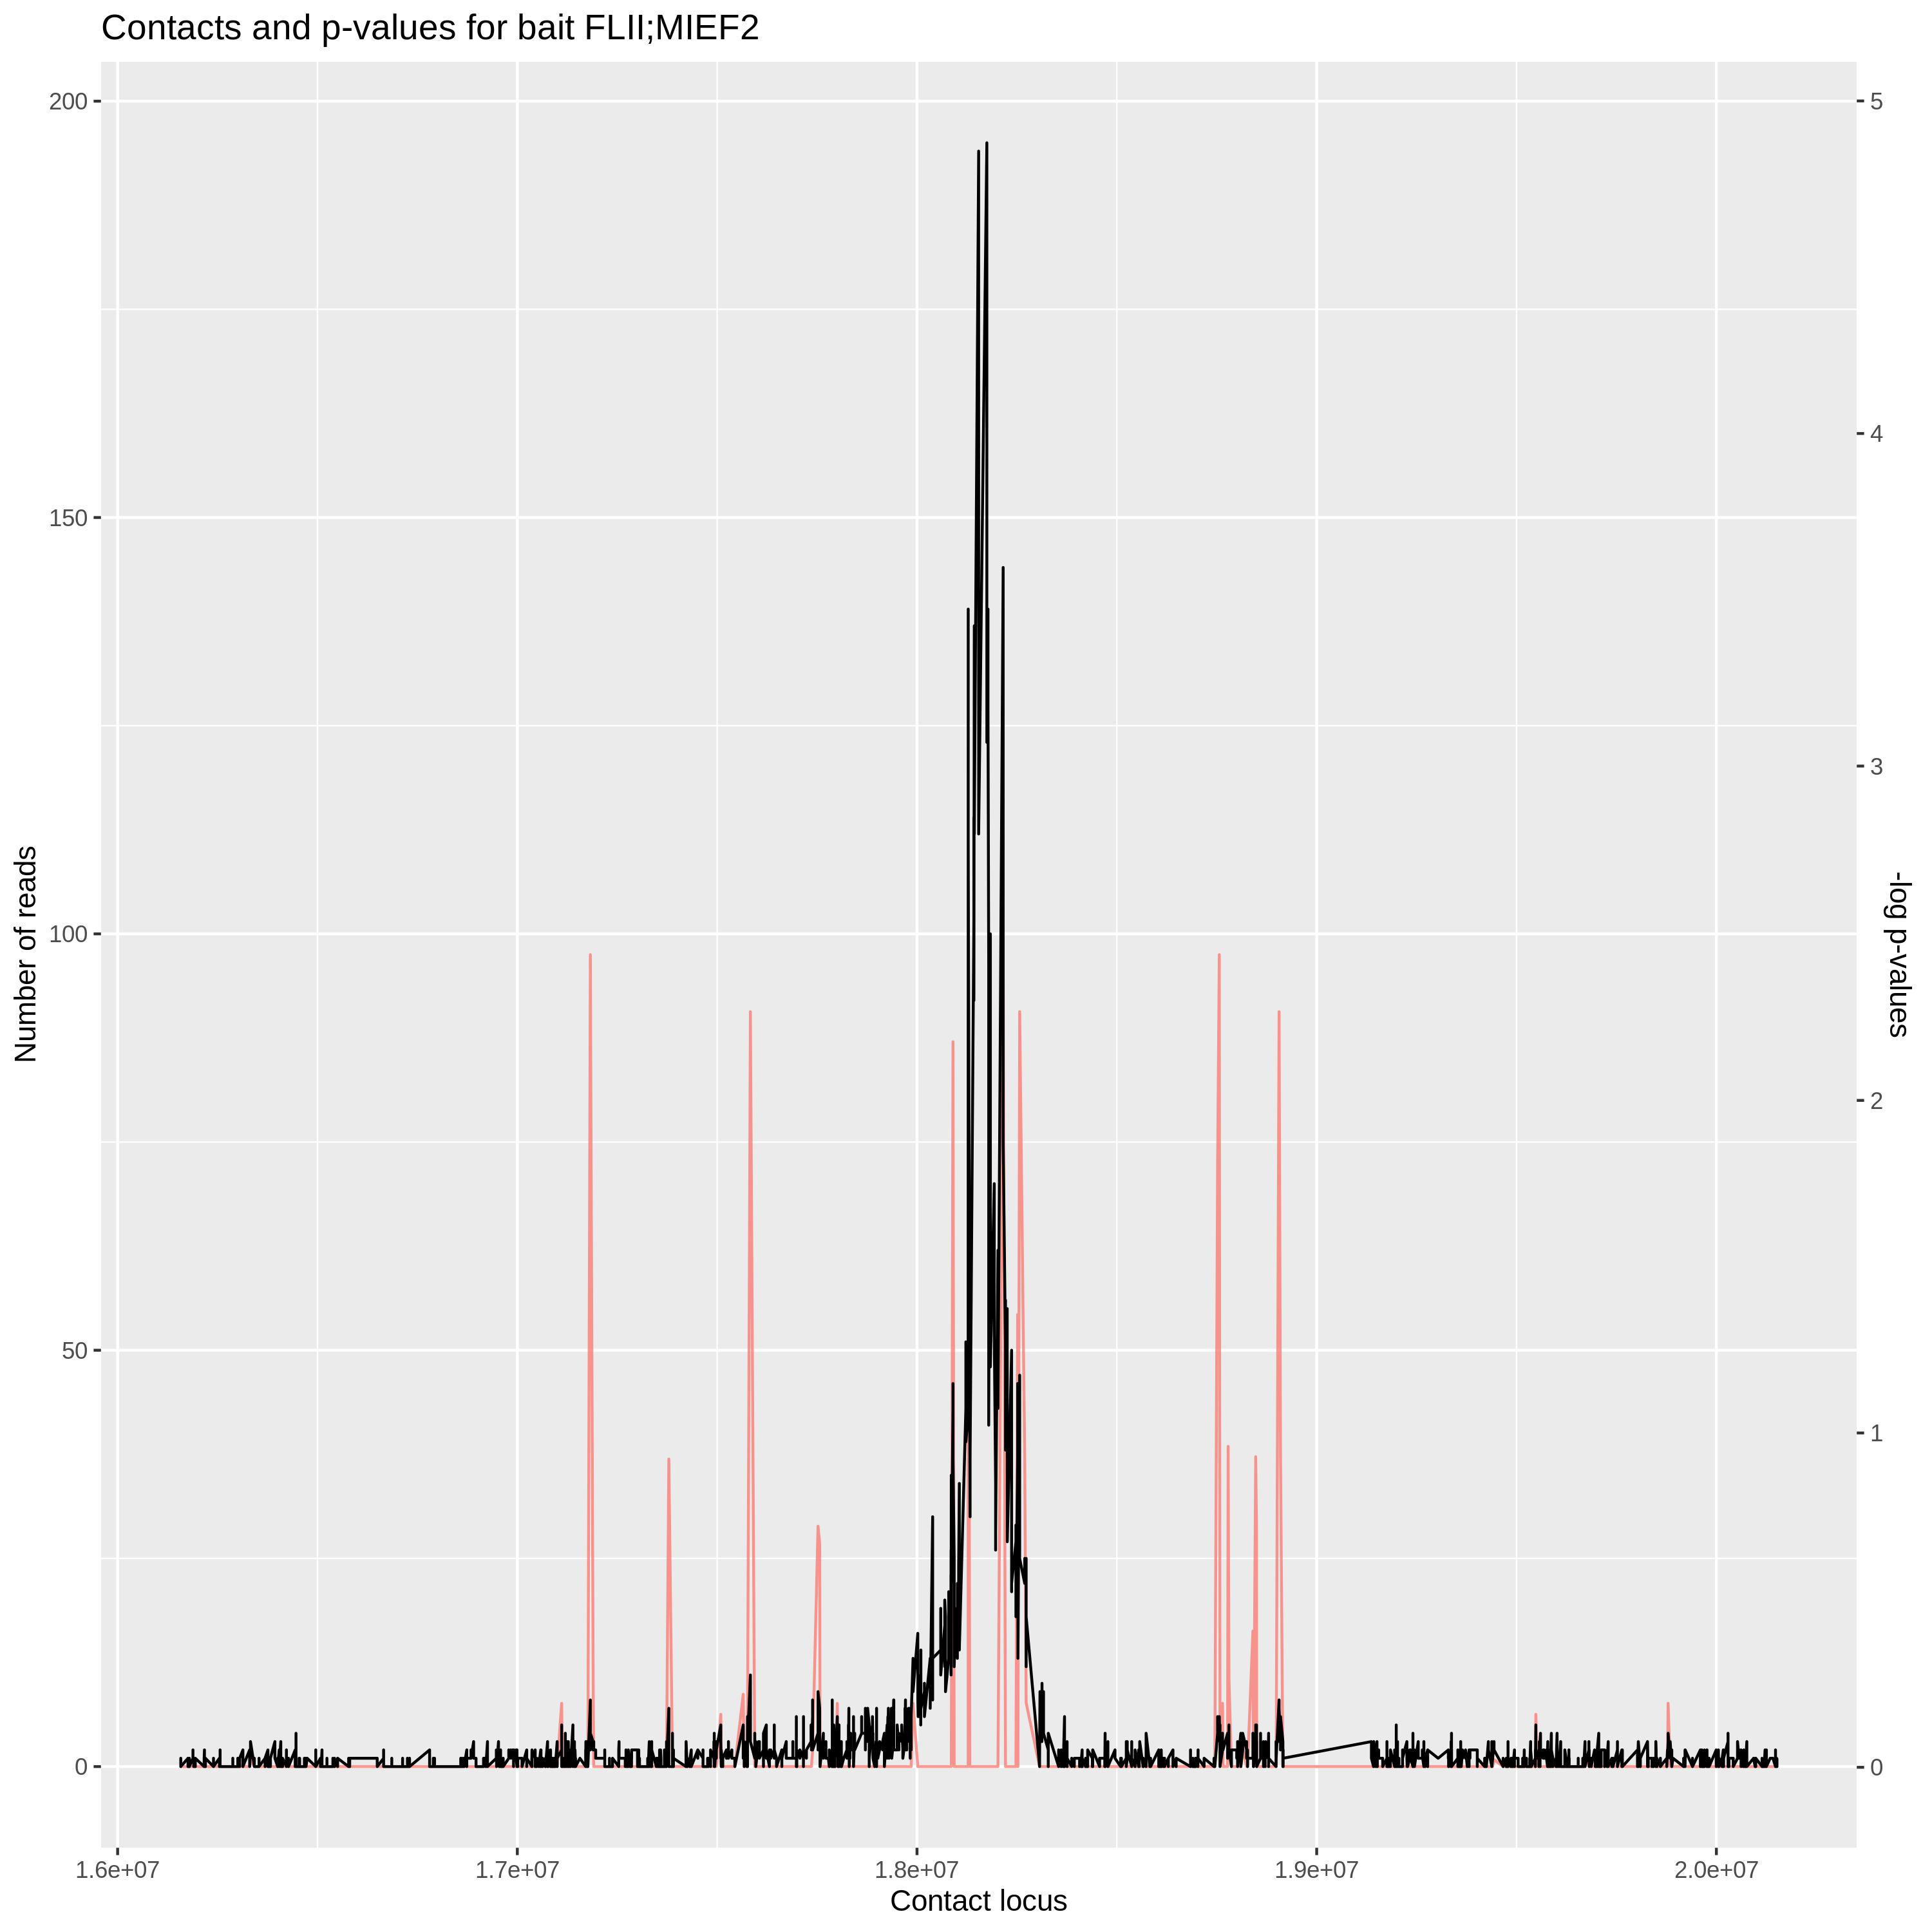 Contacts and p-values for bait FLII;MIEF2
200
150
100
50
0
Number of reads
5
4
3
2
1
0
-log p-values
1.6e+07
1.7e+07
1.8e+07
1.9e+07
2.0e+07
Contact locus